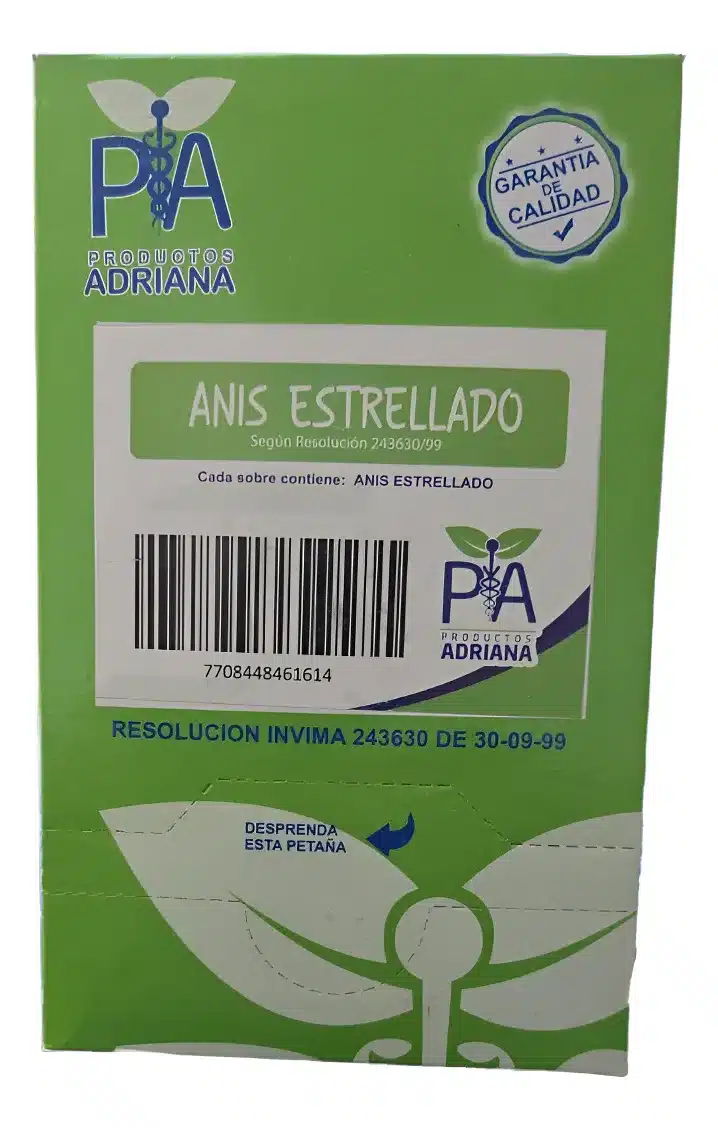 PA
PRODUCTOS
ADRIANA
GARANTIA
DE
CALIDAD
ANIS ESTRELLADO
Según Resolución 243630/99
Cada sobre contiene: ANIS ESTRELLADO
7708448461614
PA
PRODUCTOS
ADRIANA
RESOLUCION INVIMA 243630 DE 30-09-99
DESPRENDA
ESTA PETAÑA